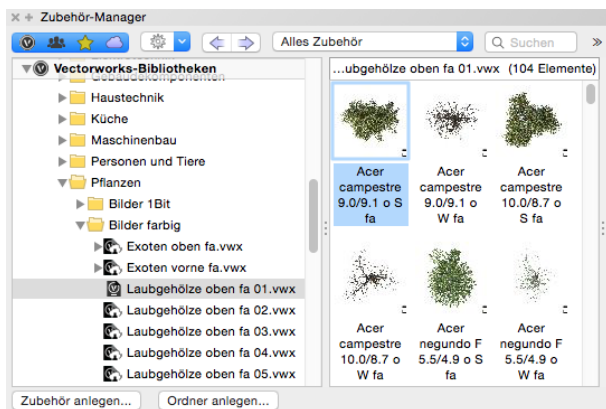 Zubehör-Manager
Alles Zubehör
Suchen
Vectorworks-Bibliotheken
Gebäudekomponenten
Haustechnik
Küche
Maschinenbau
Personen und Tiere
Pflanzen
Bilder 1Bit
Bilder farbig
Exoten oben fa.vwx
Exoten vorne fa.vwx
Laubgehölze oben fa 01.vwx
Laubgehölze oben fa 02.vwx
Laubgehölze oben fa 03.vwx
Laubgehölze oben fa 04.vwx
Laubgehölze oben fa 05.vwx
...ubgehölze oben fa 01.vwx (104 Elemente)
Acer
campestre
9.0/9.1 o S
fa
Acer
campestre
9.0/9.1 o
W fa
Acer
campestre
10.0/8.7 o
S fa
Acer
campestre
10.0/8.7 o
W fa
Acer
negundo F
5.5/4.9 o S
fa
Acer
negundo F
5.5/4.9 o
W fa
Zubehör anlegen...
Ordner anlegen...